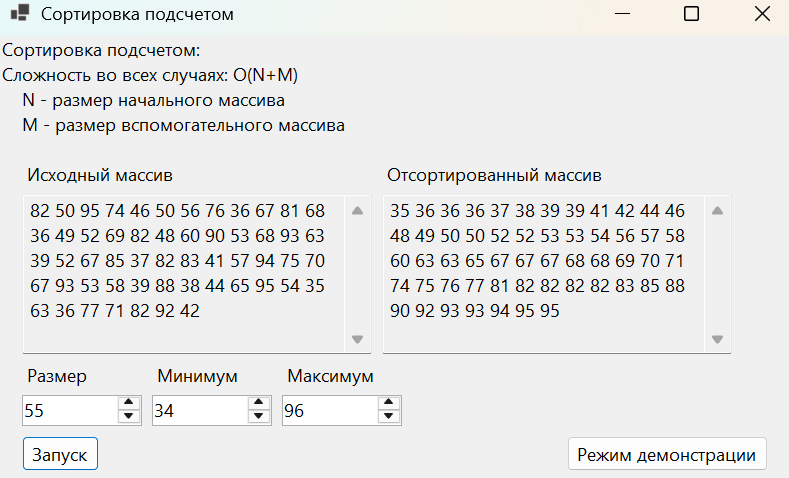 Сортировка подсчетом
Сортировка подсчетом:
Сложность во всех случаях: O(N+M)
N - размер начального массива
M - размер вспомогательного массива
Исходный массив
82 50 95 74 46 50 56 76 36 67 81 68
36 49 52 69 82 48 60 90 53 68 93 63
39 52 67 85 37 82 83 41 57 94 75 70
67 93 53 58 39 88 38 44 65 95 54 35
63 36 77 71 82 92 42
Отсортированный массив
35 36 36 36 37 38 39 39 41 42 44 46
48 49 50 50 52 52 53 53 54 56 57 58
60 63 63 65 67 67 67 68 68 69 70 71
74 75 76 77 81 82 82 82 82 83 85 88
90 92 93 93 94 95 95
Размер Минимум Максимум
55 34 96
Запуск Режим демонстрации